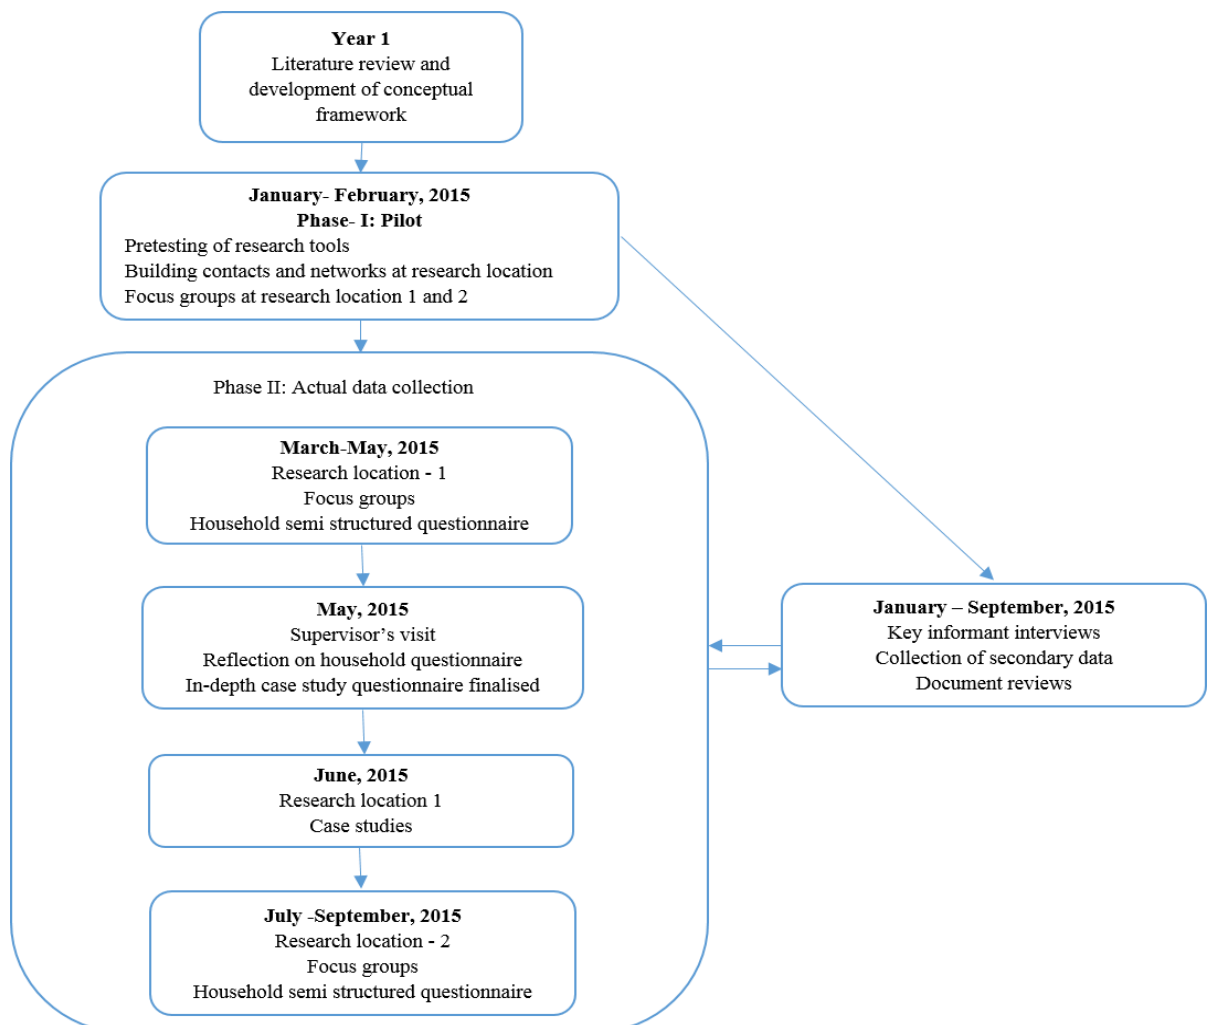 Year 1
Literature review and
development of conceptual
framework
January- February, 2015
Phase- I: Pilot
Pretesting of research tools
Building contacts and networks at research location
Focus groups at research location 1 and 2
Phase II: Actual data collection
March-May, 2015
Research location - 1
Focus groups
Household semi structured questionnaire
May, 2015
Supervisor’s visit
Reflection on household questionnaire
In-depth case study questionnaire finalised
June, 2015
Research location 1
Case studies
July -September, 2015
Research location - 2
Focus groups
Household semi structured questionnaire
January – September, 2015
Key informant interviews
Collection of secondary data
Document reviews